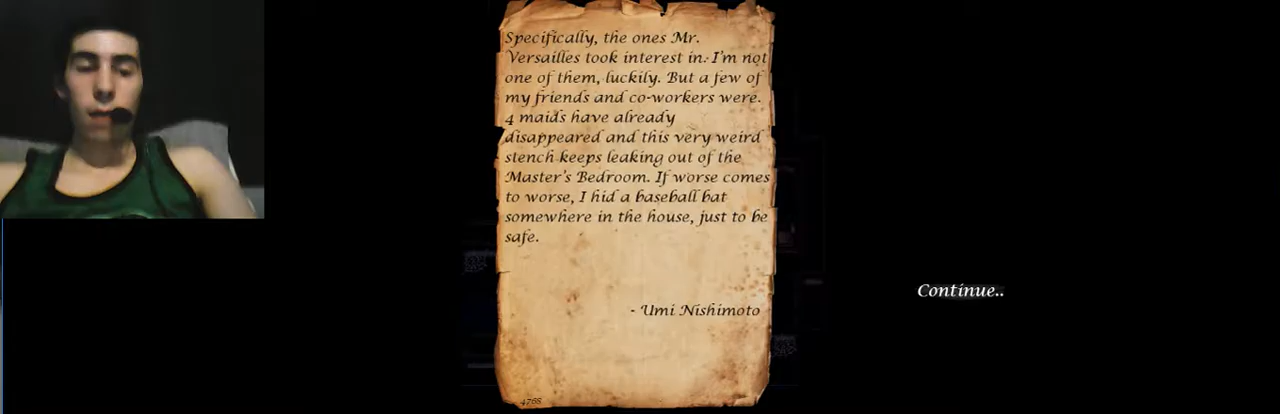 Specifically, the ones Mr.
Versailles took interest in. I'm not
one of them, luckily. But a few of
my friends and co-workers were.
4 maids have already
disappeared and this very weird
stench keeps leaking out of the
Master's Bedroom. If worse comes
to worse, I hid a baseball bat
somewhere in the house, just to be
safe.
- Umi Nishimoto
Continue..